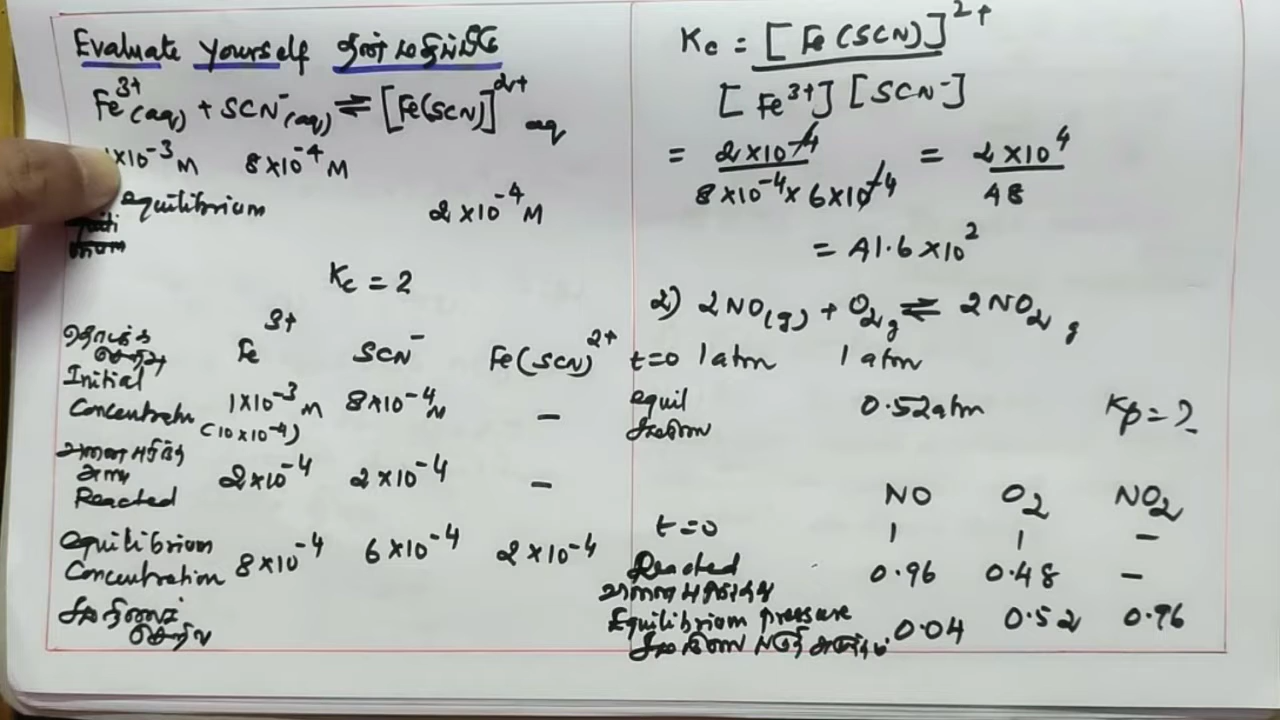 Evaluate yourself தன் மதிப்பீடு
Fe³⁺(aq) + SCN⁻(aq) ⇌ [Fe(SCN)]²⁺ aq
×10⁻³ M 8×10⁻⁴ M
equilibrium 2×10⁻⁴ M
Kc = 2
Fe³⁺ SCN⁻ Fe(SCN)²⁺
Initial
Concentratn 1×10⁻³ M 8×10⁻⁴ M –
(10×10⁻⁴)
Reacted 2×10⁻⁴ 2×10⁻⁴ –
equilibrium
Concentration 8×10⁻⁴ 6×10⁻⁴ 2×10⁻⁴
Kc = [Fe(SCN)]²⁺ / [Fe³⁺] [SCN⁻]
= 2×10⁻⁴ / 8×10⁻⁴ × 6×10⁻⁴ = 2×10⁴ / 48
= 41.6×10²
2) 2NO(g) + O₂ g ⇌ 2NO₂ g
t=0 1 atm 1 atm
equil 0.52 atm Kp = ?
NO O₂ NO₂
t=0 1 1 –
Reacted 0.96 0.48 –
Equilibrium pressure
0.04 0.52 0.96